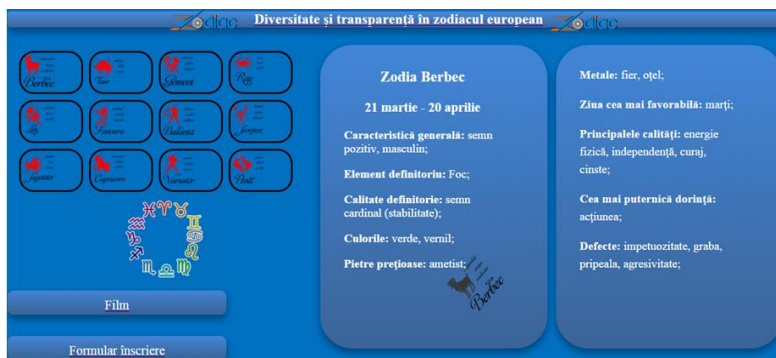 Zodiac
Diversitate și transparență în zodiacul european
Zodiac
Berbec
Taur
Gemeni
Rac
Leu
Fecioara
Balantă
Scorpion
Sagetator
Capricorn
Varsator
Pesti
Film
Formular înscriere
Zodia Berbec
21 martie - 20 aprilie
Caracteristică generală: semn
pozitiv, masculin;
Element definitoriu: Foc;
Calitate definitorie: semn
cardinal (stabilitate);
Culorile: verde, vernil;
Pietre prețioase: ametist;
Berbec
Metale: fier, oțel;
Ziua cea mai favorabilă: marți;
Principalele calități: energie
fizică, independență, curaj,
cinste;
Cea mai puternică dorință:
acțiunea;
Defecte: impetuozitate, graba,
pripeala, agresivitate;